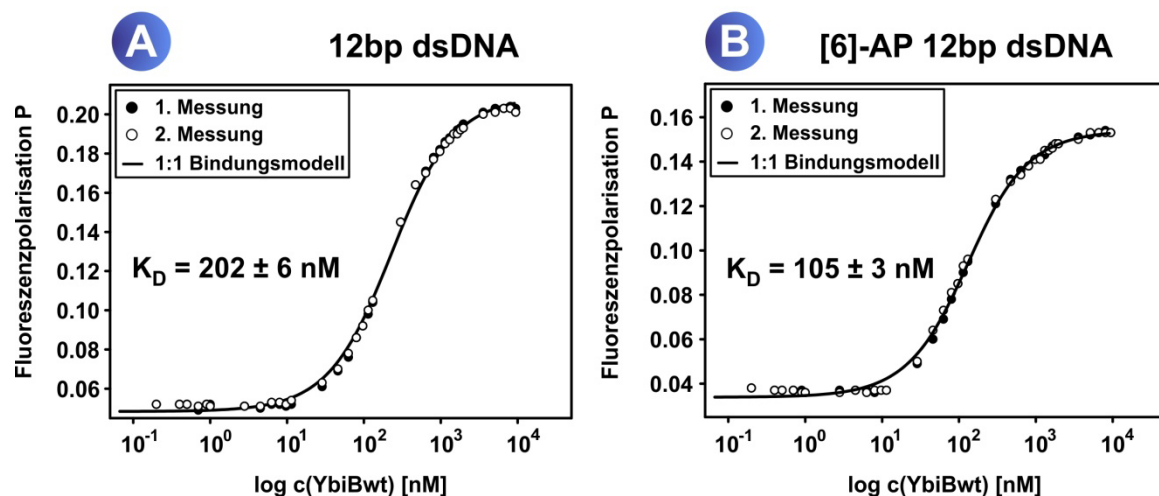 A
12bp dsDNA
Fluoreszenzpolarisation P
0.20
0.18
0.16
0.14
0.12
0.10
0.08
0.06
1. Messung
2. Messung
1:1 Bindungsmodell
K_D = 202 ± 6 nM
10^-1 10^0 10^1 10^2 10^3 10^4
log c(YbiBwt) [nM]
B
[6]-AP 12bp dsDNA
Fluoreszenzpolarisation P
0.16
0.14
0.12
0.10
0.08
0.06
0.04
1. Messung
2. Messung
1:1 Bindungsmodell
K_D = 105 ± 3 nM
10^-1 10^0 10^1 10^2 10^3 10^4
log c(YbiBwt) [nM]